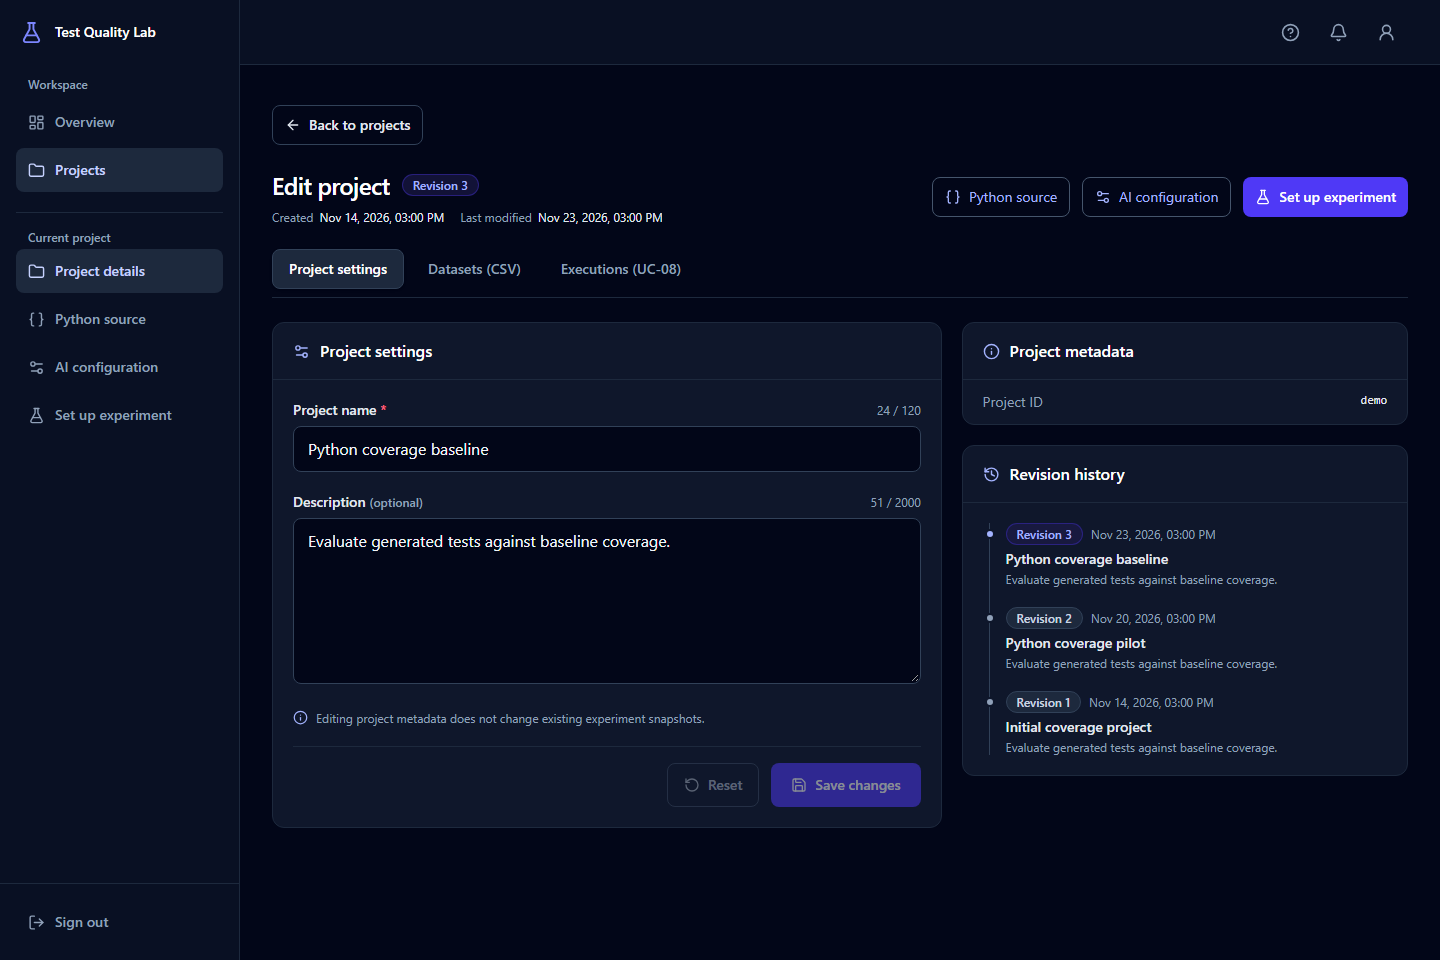 Test Quality Lab
Workspace
Overview
Projects
Current project
Project details
Python source
AI configuration
Set up experiment
Sign out
Back to projects
Edit project
Revision 3
Created Nov 14, 2026, 03:00 PM Last modified Nov 23, 2026, 03:00 PM
Python source
AI configuration
Set up experiment
Project settings
Datasets (CSV)
Executions (UC-08)
Project settings
Project name *
24 / 120
Python coverage baseline
Description (optional)
51 / 2000
Evaluate generated tests against baseline coverage.
Editing project metadata does not change existing experiment snapshots.
Reset
Save changes
Project metadata
Project ID
demo
Revision history
Revision 3 Nov 23, 2026, 03:00 PM
Python coverage baseline
Evaluate generated tests against baseline coverage.
Revision 2 Nov 20, 2026, 03:00 PM
Python coverage pilot
Evaluate generated tests against baseline coverage.
Revision 1 Nov 14, 2026, 03:00 PM
Initial coverage project
Evaluate generated tests against baseline coverage.